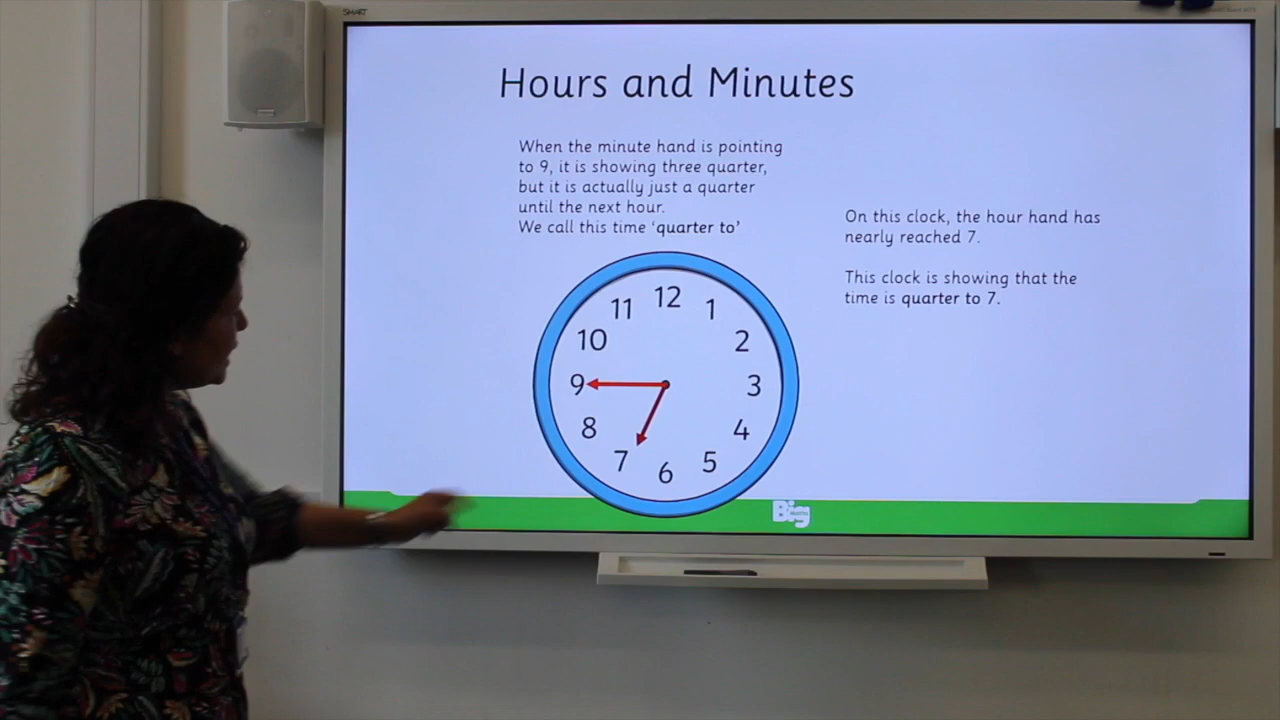 SMART
Hours and Minutes
When the minute hand is pointing
to 9, it is showing three quarter,
but it is actually just a quarter
until the next hour.
We call this time ‘quarter to’
On this clock, the hour hand has
nearly reached 7.
This clock is showing that the
time is quarter to 7.
12
11
1
10
2
9
3
8
4
7
5
6
Big